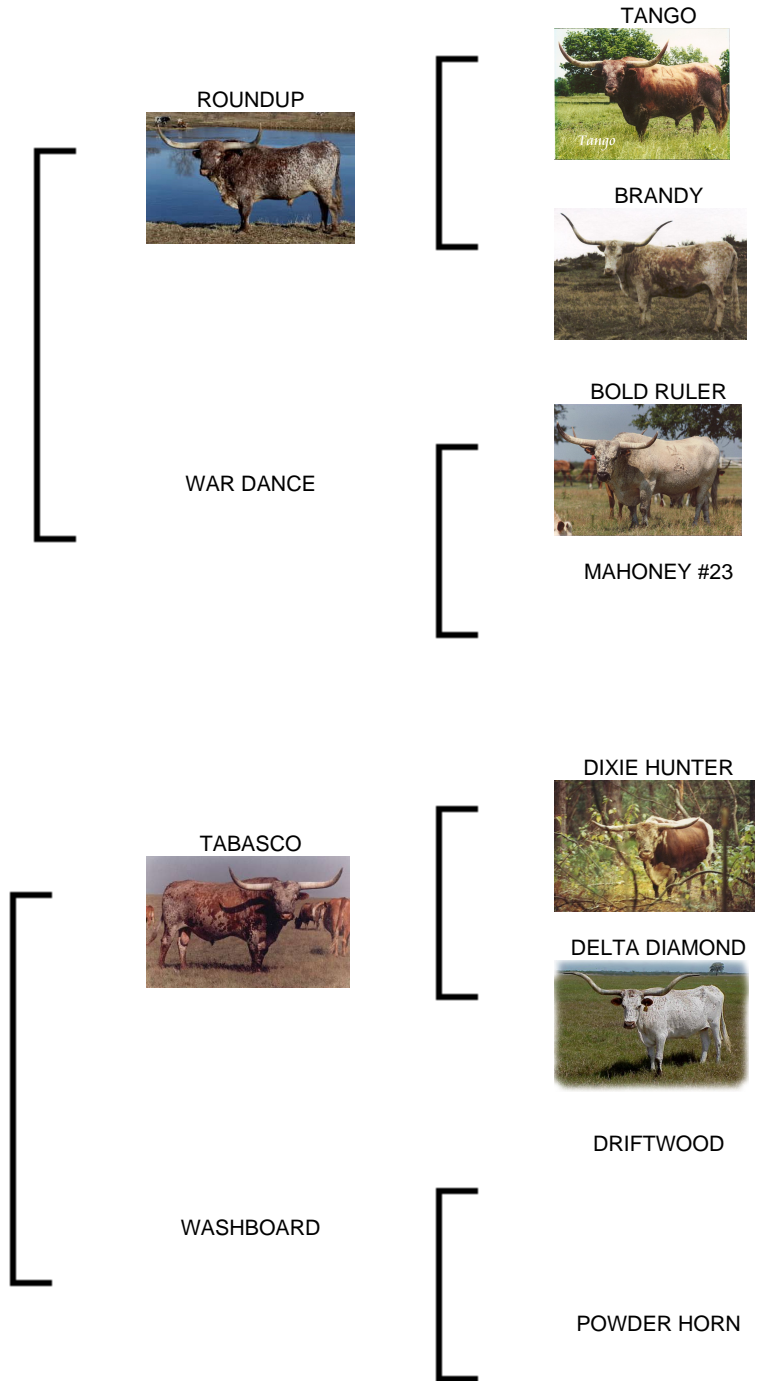 TANGO
ROUNDUP
Tango
BRANDY
BOLD RULER
WAR DANCE
MAHONEY #23
DIXIE HUNTER
TABASCO
DELTA DIAMOND
DRIFTWOOD
WASHBOARD
POWDER HORN